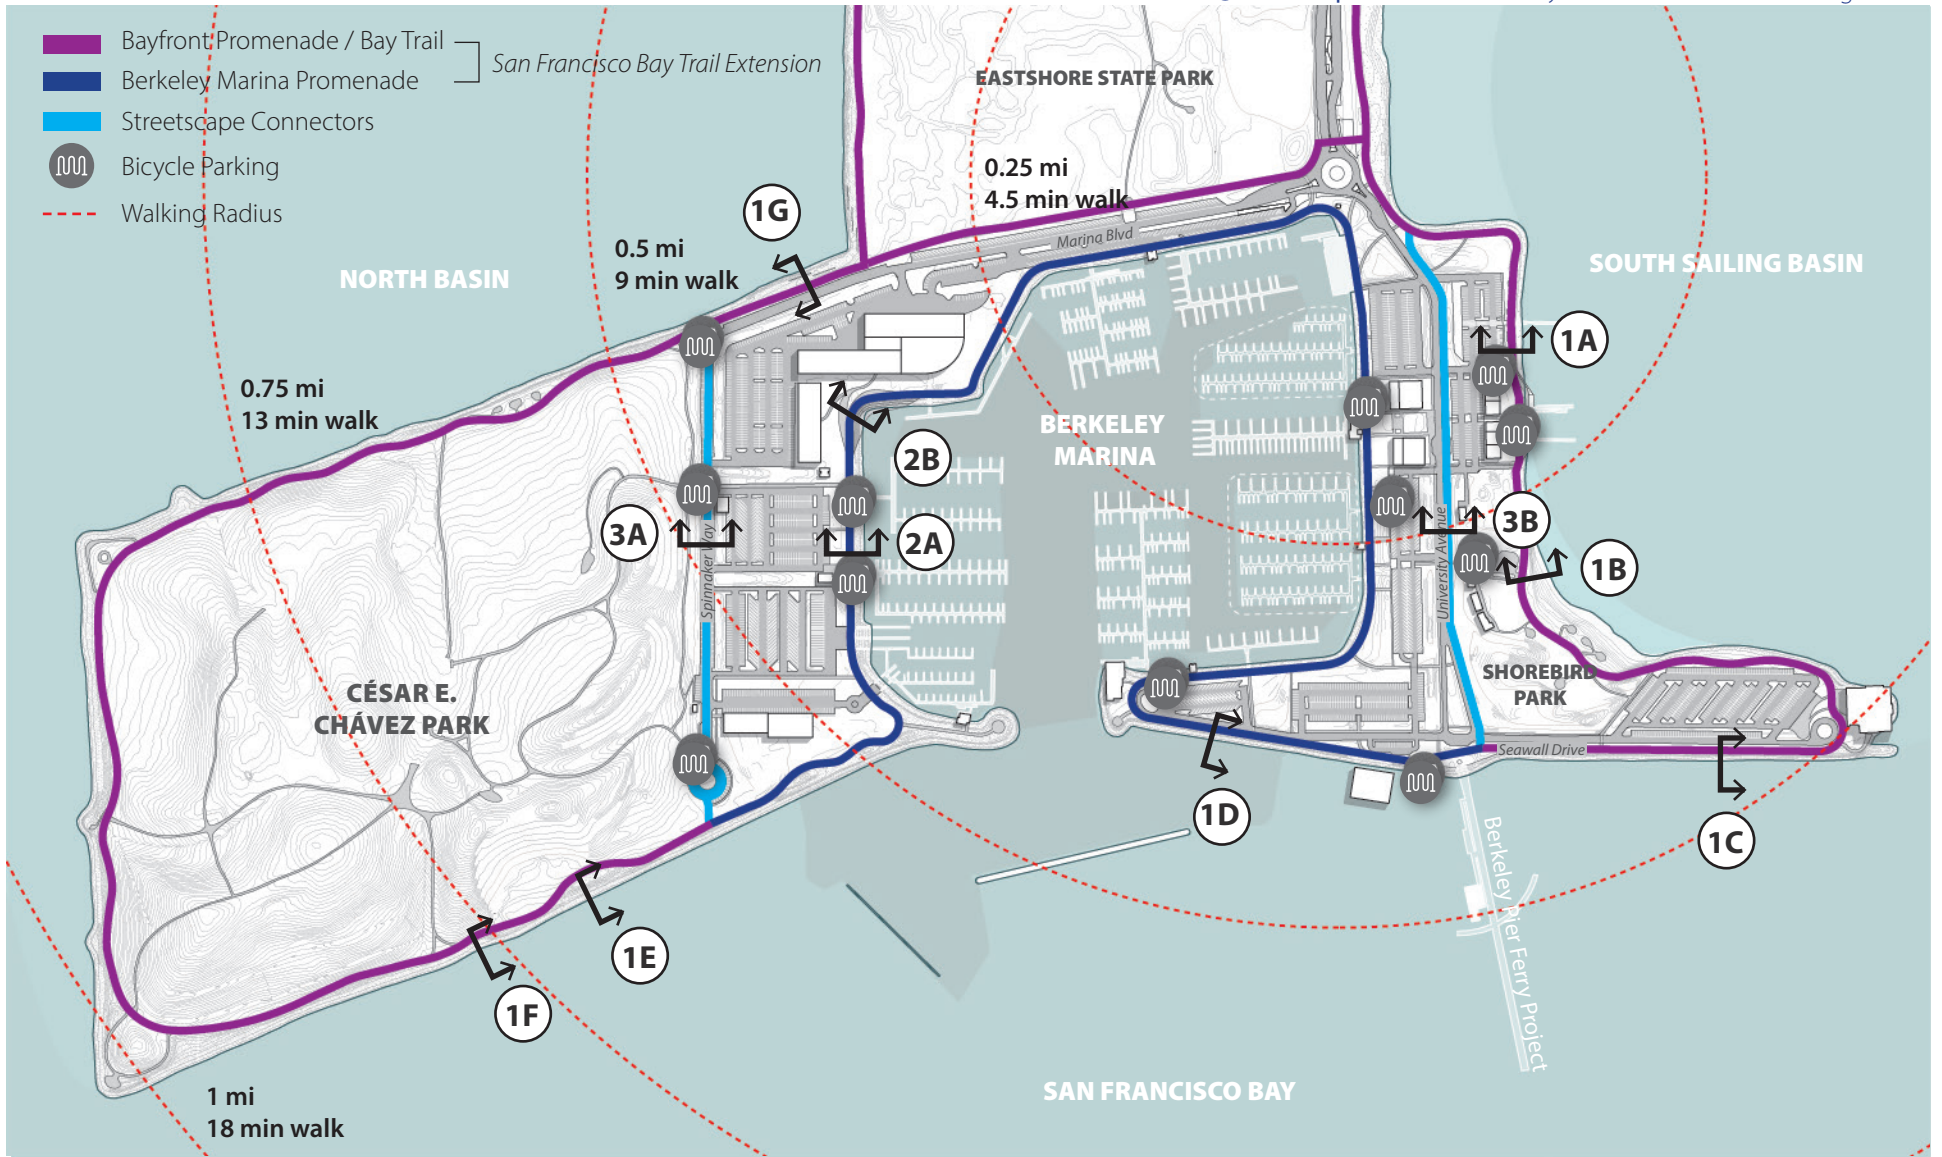 Bayfront Promenade / Bay Trail
Berkeley Marina Promenade
San Francisco Bay Trail Extension
Streetscape Connectors
Bicycle Parking
Walking Radius
EASTSHORE STATE PARK
0.25 mi
4.5 min walk
1G
Marina Blvd
0.5 mi
9 min walk
NORTH BASIN
SOUTH SAILING BASIN
1A
0.75 mi
13 min walk
BERKELEY
MARINA
2B
3A
2A
3B
1B
Spinnaker Way
University Avenue
CÉSAR E.
CHÁVEZ PARK
SHOREBIRD
PARK
Seawall Drive
1D
1C
Berkeley Pier Ferry Project
1E
1F
1 mi
18 min walk
SAN FRANCISCO BAY